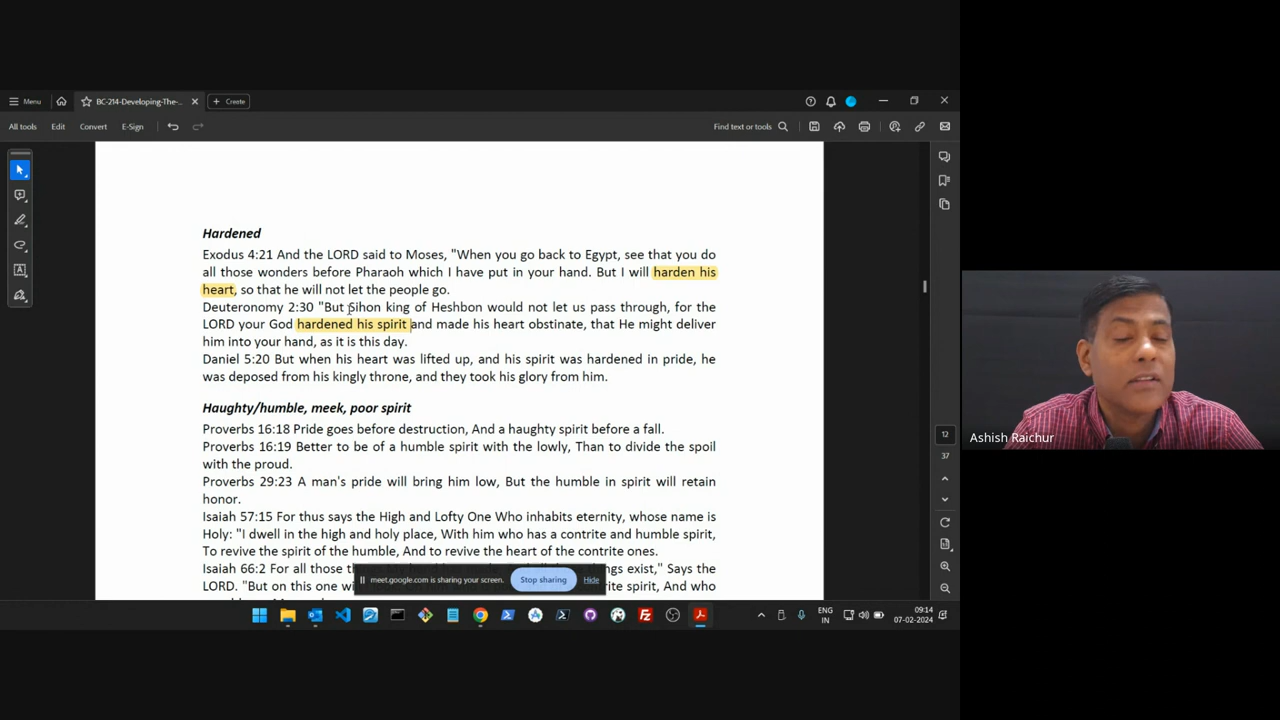 Menu
BC-214-Developing-The-...
Create
All tools
Edit
Convert
E-Sign
Find text or tools
Hardened
Exodus 4:21 And the LORD said to Moses, "When you go back to Egypt, see that you do
all those wonders before Pharaoh which I have put in your hand. But I will harden his
heart, so that he will not let the people go.
Deuteronomy 2:30 "But Sihon king of Heshbon would not let us pass through, for the
LORD your God hardened his spirit and made his heart obstinate, that He might deliver
him into your hand, as it is this day.
Daniel 5:20 But when his heart was lifted up, and his spirit was hardened in pride, he
was deposed from his kingly throne, and they took his glory from him.
Haughty/humble, meek, poor spirit
Proverbs 16:18 Pride goes before destruction, And a haughty spirit before a fall.
Proverbs 16:19 Better to be of a humble spirit with the lowly, Than to divide the spoil
with the proud.
Proverbs 29:23 A man's pride will bring him low, But the humble in spirit will retain
honor.
Isaiah 57:15 For thus says the High and Lofty One Who inhabits eternity, whose name is
Holy: "I dwell in the high and holy place, With him who has a contrite and humble spirit,
To revive the spirit of the humble, And to revive the heart of the contrite ones.
Isaiah 66:2 For all those exist," Says the
LORD. "But on this one spirit, And who
meet.google.com is sharing your screen.
Stop sharing
Hide
12
37
Ashish Raichur
ENG
IN
09:14
07-02-2024